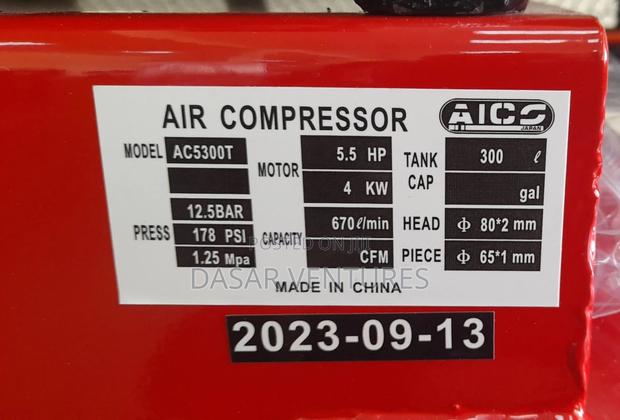 AIR COMPRESSOR
AICS
JAPAN
MODEL AC5300T
MOTOR 5.5 HP
4 KW
TANK CAP 300 ℓ
gal
PRESS 12.5BAR
178 PSI
1.25 Mpa
CAPACITY 670ℓ/min
CFM
HEAD Φ 80*2 mm
PIECE Φ 65*1 mm
MADE IN CHINA
POSTED ON JIJI
DASAR VENTURES
2023-09-13